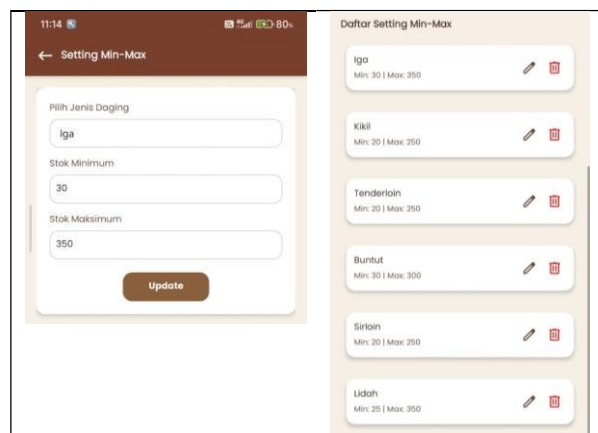 11:14 80%
← Setting Min-Max
Pilih Jenis Daging
Iga
Stok Minimum
30
Stok Maksimum
350
Update
Daftar Setting Min-Max
Iga
Min: 30 | Max: 350
Kikil
Min: 20 | Max: 250
Tenderloin
Min: 20 | Max: 250
Buntut
Min: 30 | Max: 300
Sirloin
Min: 20 | Max: 250
Lidah
Min: 25 | Max: 350